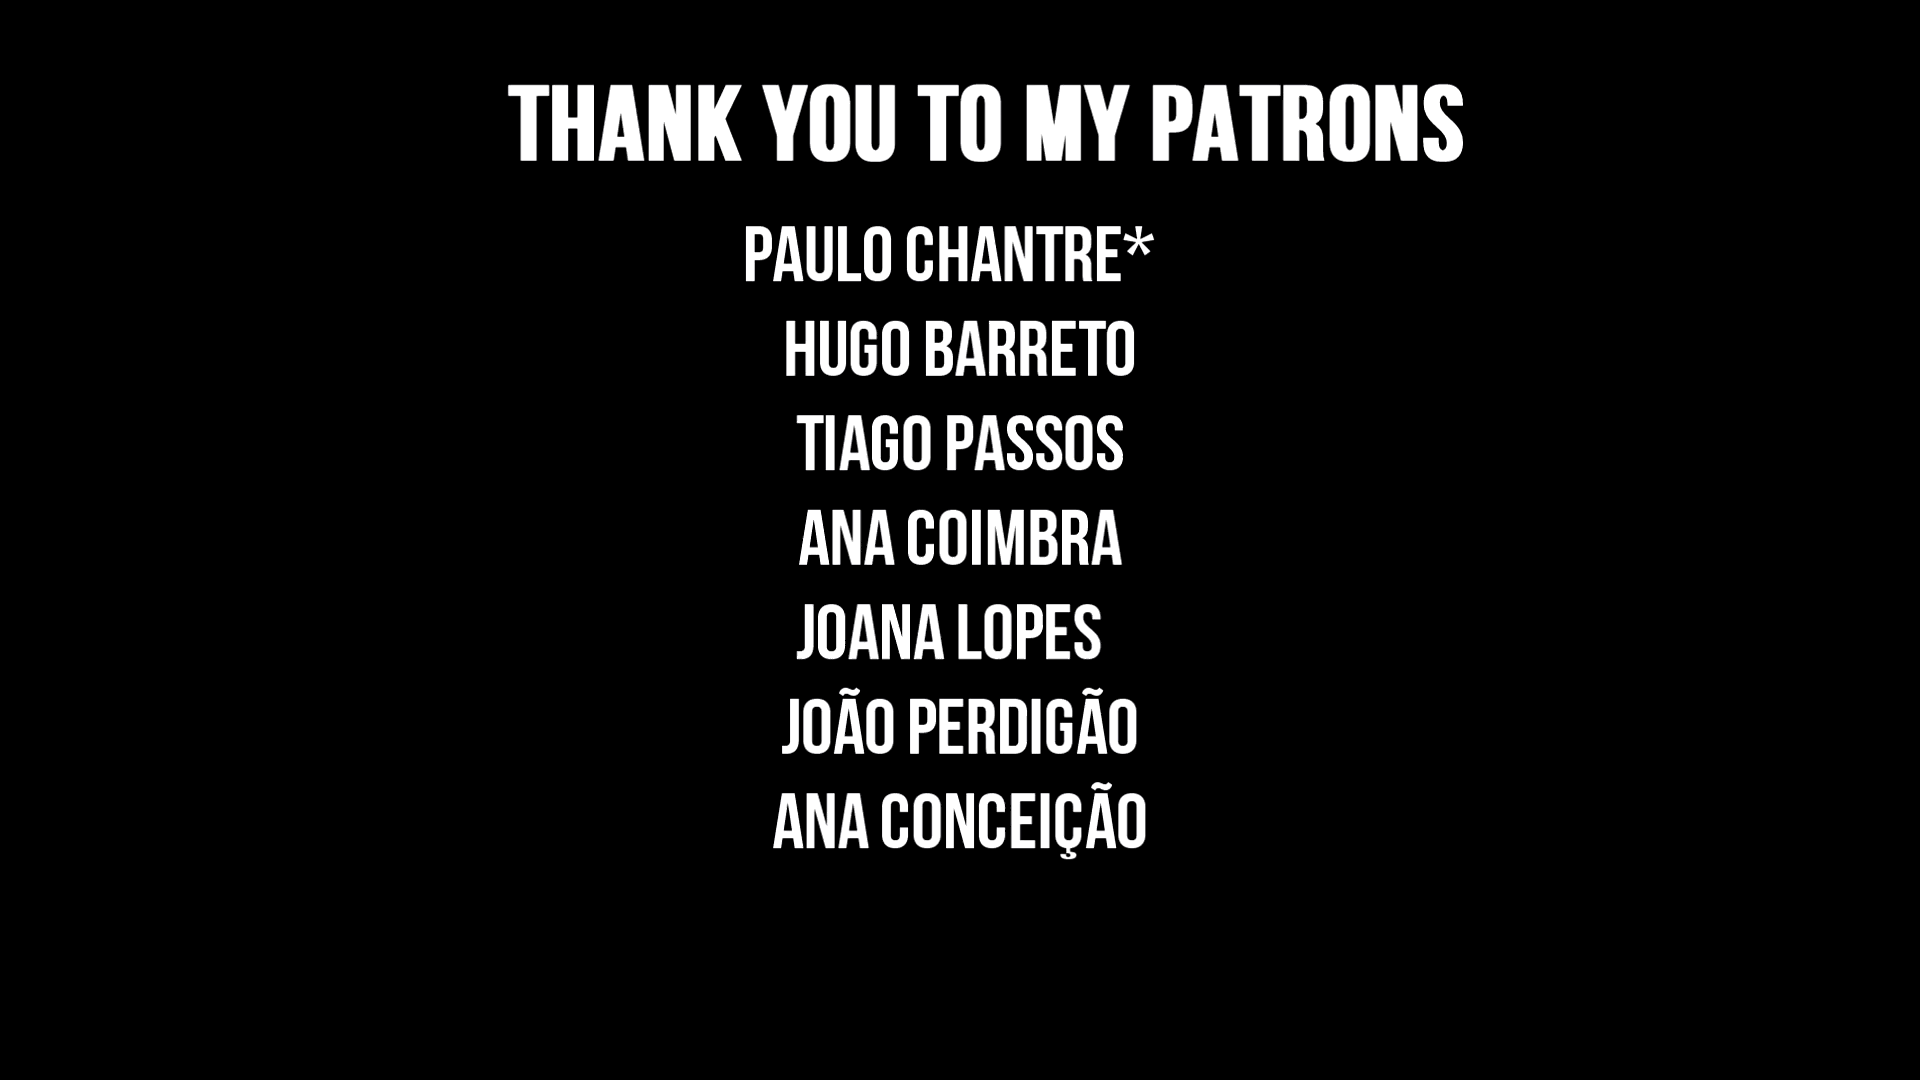 THANK YOU TO MY PATRONS
PAULO CHANTRE*
HUGO BARRETO
TIAGO PASSOS
ANA COIMBRA
JOANA LOPES
JOÃO PERDIGÃO
ANA CONCEIÇÃO